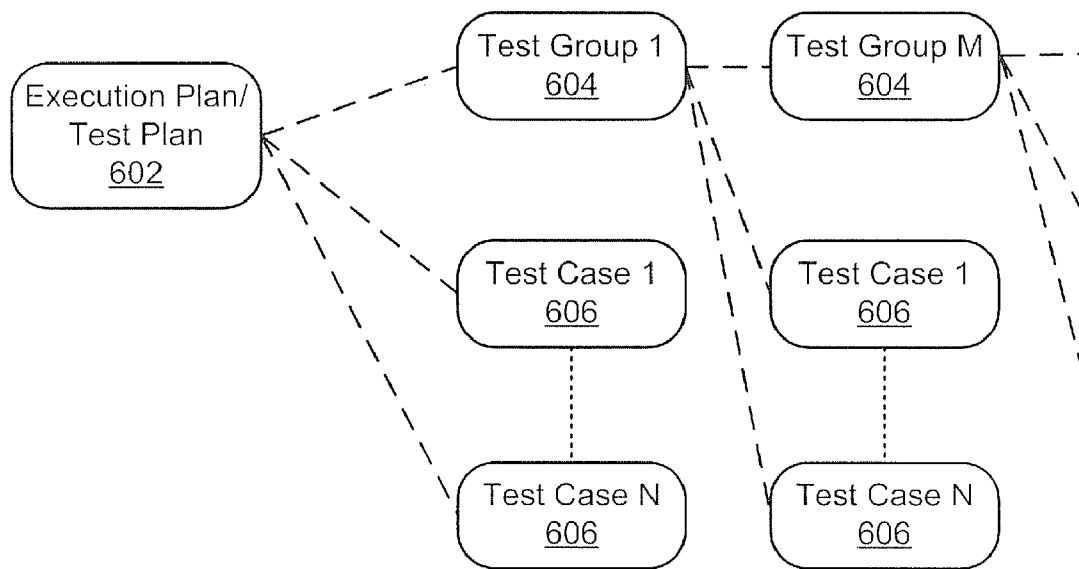 Execution Plan/
Test Plan
602
Test Group 1
604
Test Group M
604
Test Case 1
606
Test Case 1
606
Test Case N
606
Test Case N
606